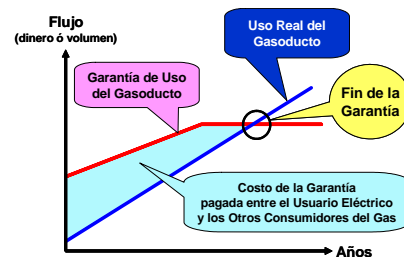 Flujo
(dinero ó volumen)
Uso Real del
Gasoducto
Garantía de Uso
del Gasoducto
Fin de la
Garantía
Costo de la Garantía
pagada entre el Usuario Eléctrico
y los Otros Consumidores del Gas
Años